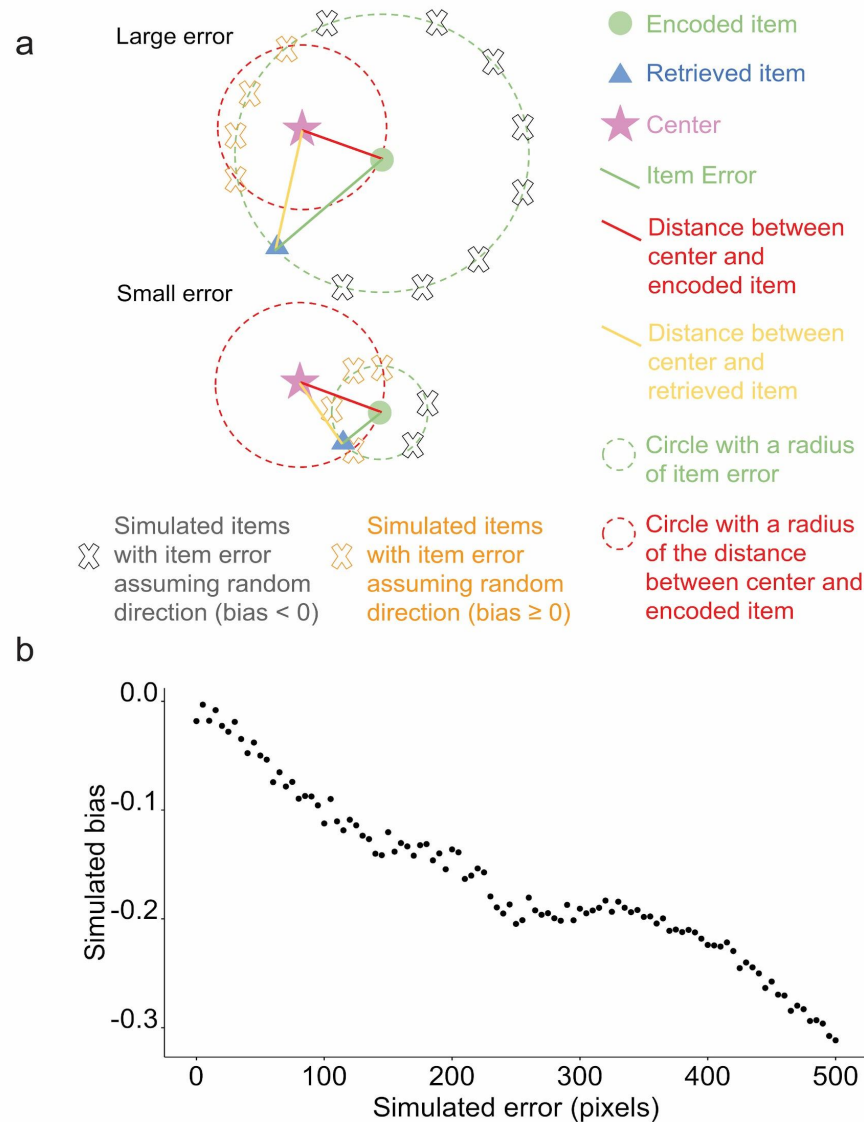 a
Large error
Small error
Encoded item
Retrieved item
Center
Item Error
Distance between
center and
encoded item
Distance between
center and
retrieved item
Circle with a radius
of item error
Circle with a radius
of the distance
between center and
encoded item
Simulated items
with item error
assuming random
direction (bias < 0)
Simulated items
with item error
assuming random
direction (bias ≥ 0)
b
Simulated bias
0.0
-0.1
-0.2
-0.3
0 100 200 300 400 500
Simulated error (pixels)